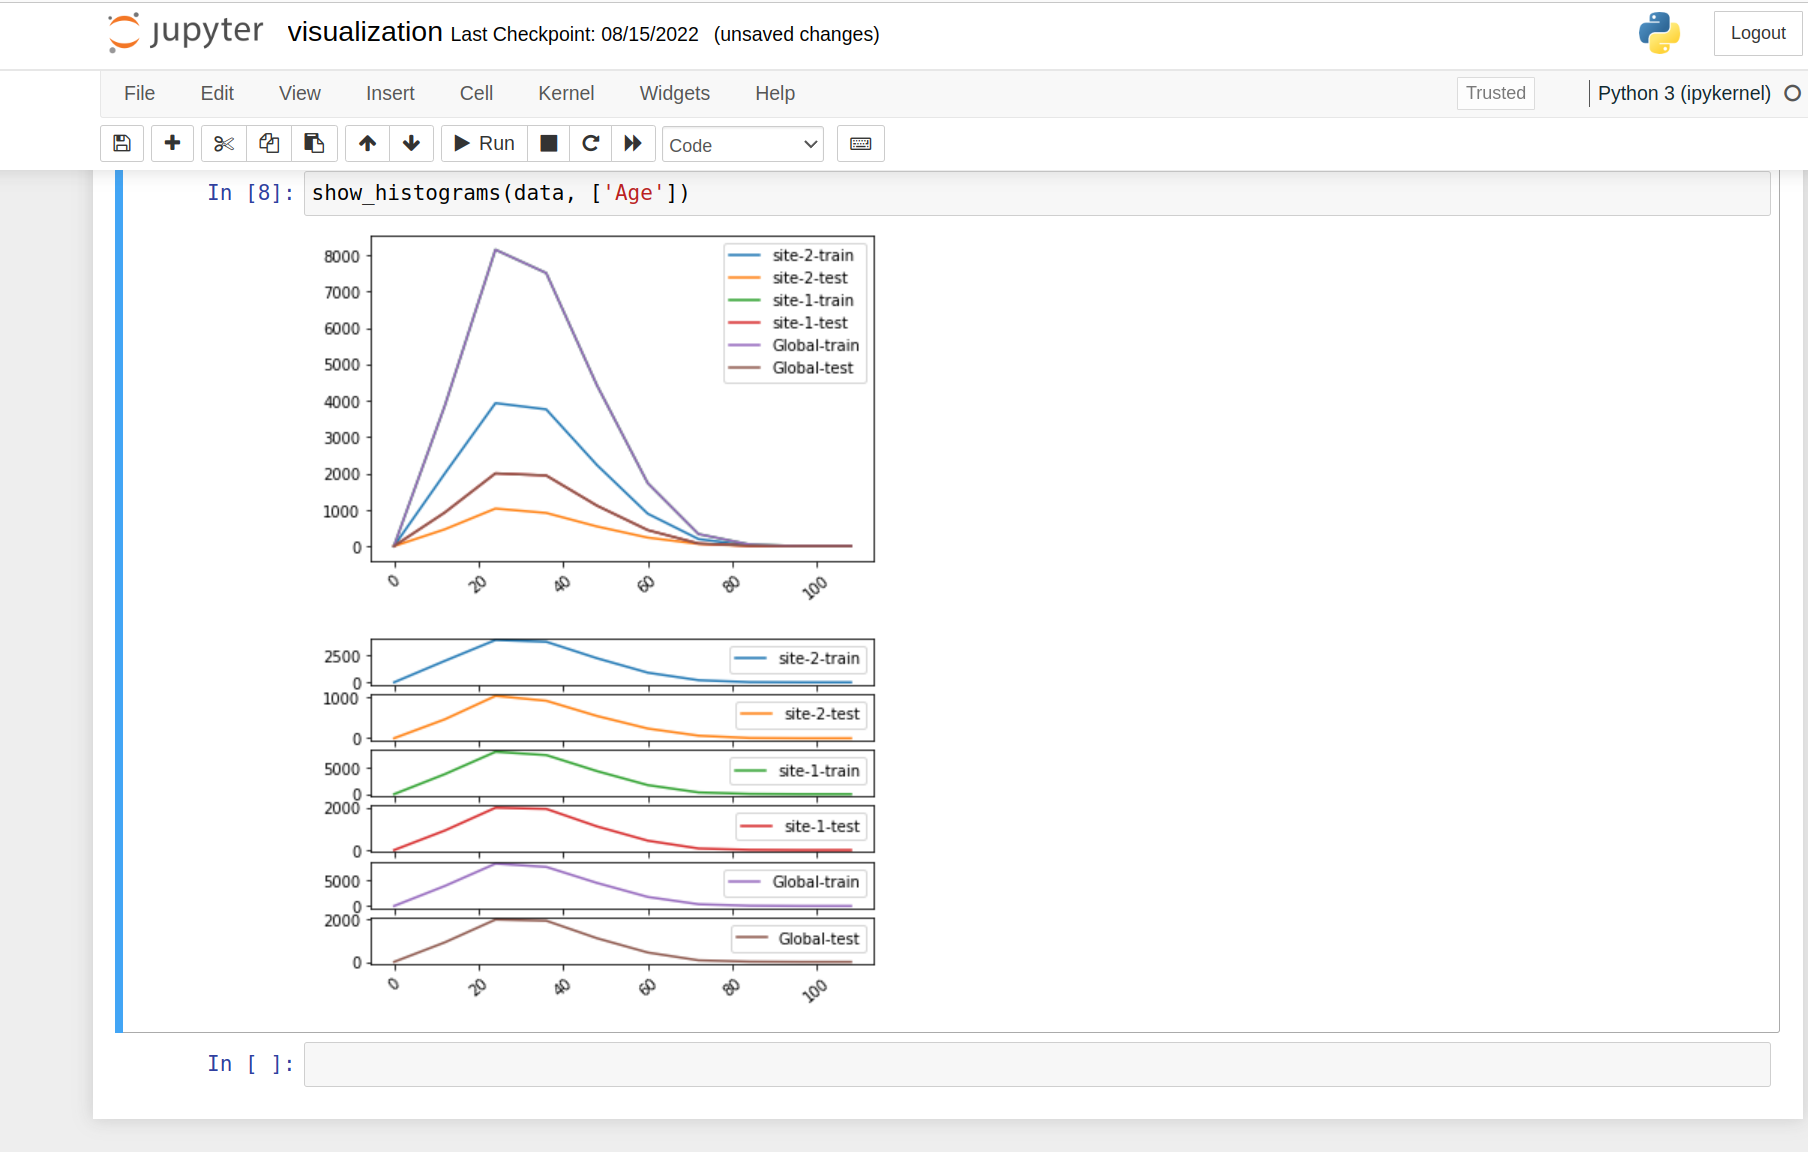 jupyter visualization Last Checkpoint: 08/15/2022 (unsaved changes) Logout
File Edit View Insert Cell Kernel Widgets Help Trusted Python 3 (ipykernel)
Run Code
In [8]: show_histograms(data, ['Age'])
8000
7000
6000
5000
4000
3000
2000
1000
0
site-2-train
site-2-test
site-1-train
site-1-test
Global-train
Global-test
0 20 40 60 80 100
2500
0
site-2-train
1000
0
site-2-test
5000
0
site-1-train
2000
0
site-1-test
5000
0
Global-train
2000
0
Global-test
0 20 40 60 80 100
In [ ]: